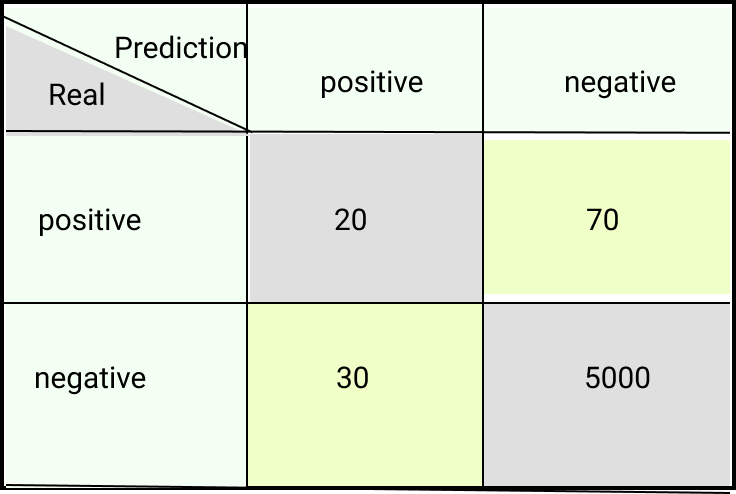 Prediction
Real
positive negative
positive 20 70
negative 30 5000